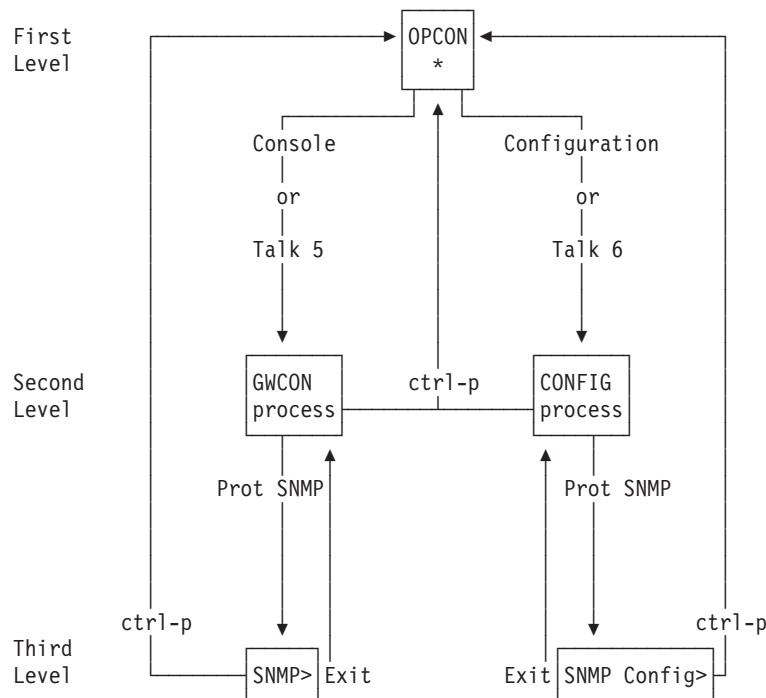 First
Level
OPCON
*
Console
Configuration
or
or
Talk 5
Talk 6
Second
Level
GWCON
process
ctrl-p
CONFIG
process
Prot SNMP
Prot SNMP
ctrl-p
ctrl-p
Third
Level
SNMP>
Exit
Exit
SNMP Config>